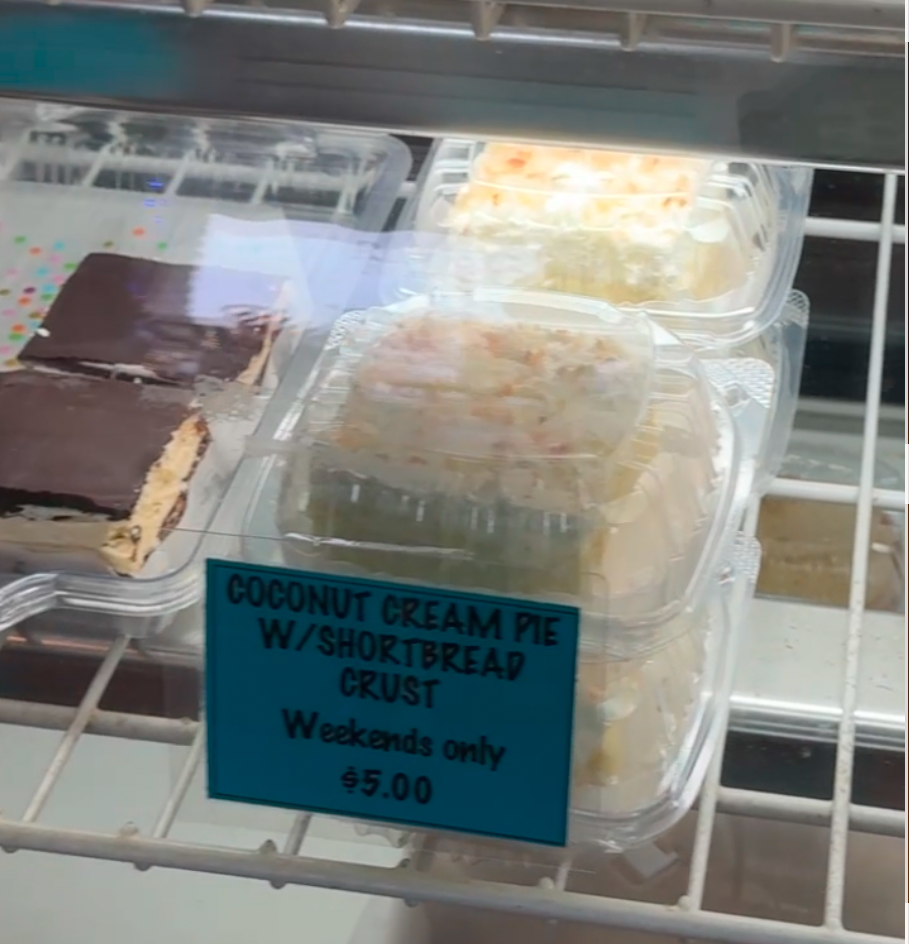 COCONUT CREAM PIE
W/SHORTBREAD
CRUST
Weekends only
$5.00